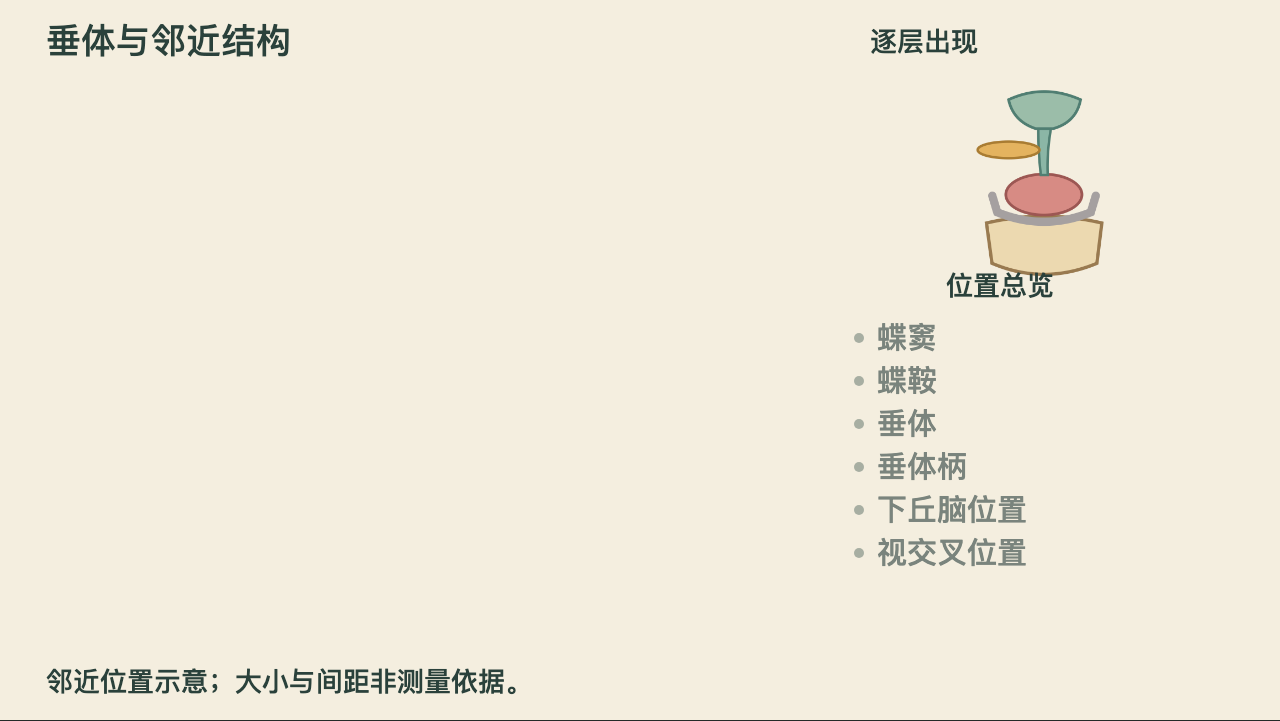 垂体与邻近结构
逐层出现
位置总览
蝶窦
蝶鞍
垂体
垂体柄
下丘脑位置
视交叉位置
邻近位置示意；大小与间距非测量依据。